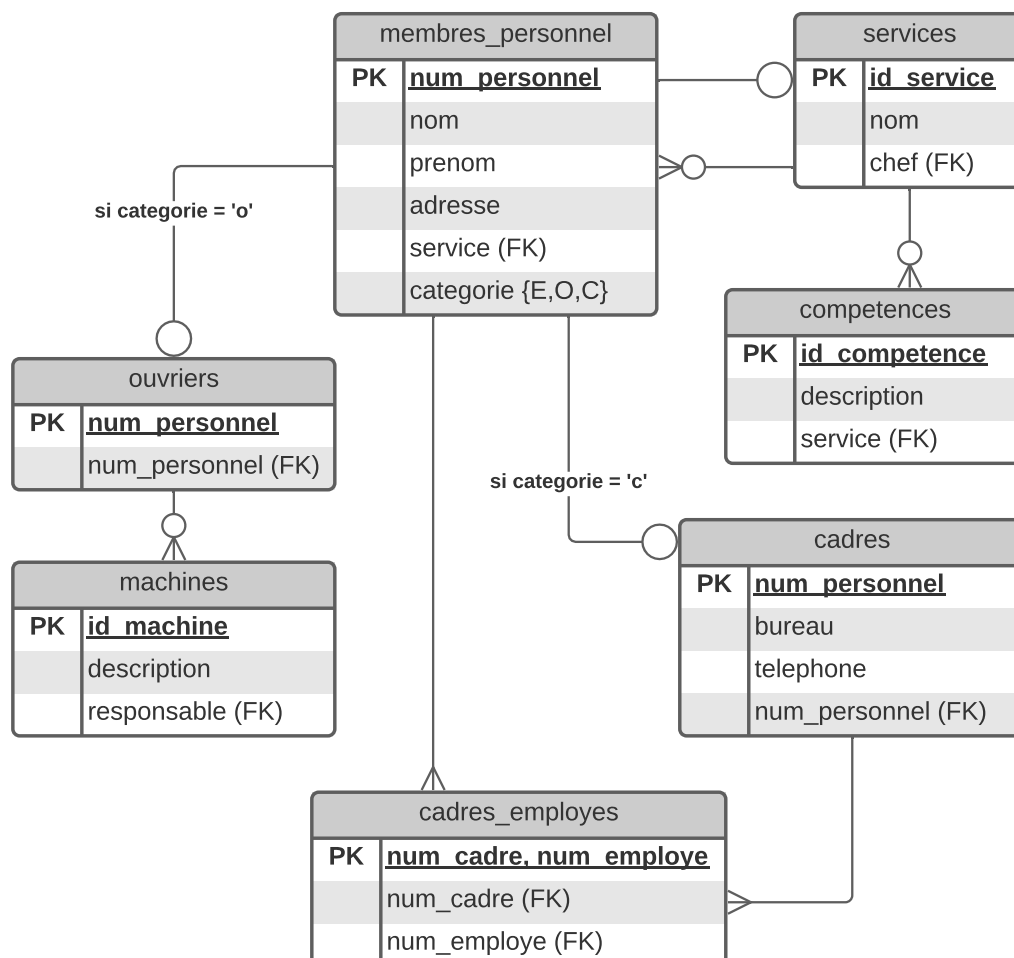 membres_personnel
PK num_personnel
nom
prenom
adresse
service (FK)
categorie {E,O,C}
services
PK id_service
nom
chef (FK)
si categorie = 'o'
competences
PK id_competence
description
service (FK)
ouvriers
PK num_personnel
num_personnel (FK)
si categorie = 'c'
cadres
PK num_personnel
bureau
telephone
num_personnel (FK)
machines
PK id_machine
description
responsable (FK)
cadres_employes
PK num_cadre, num_employe
num_cadre (FK)
num_employe (FK)